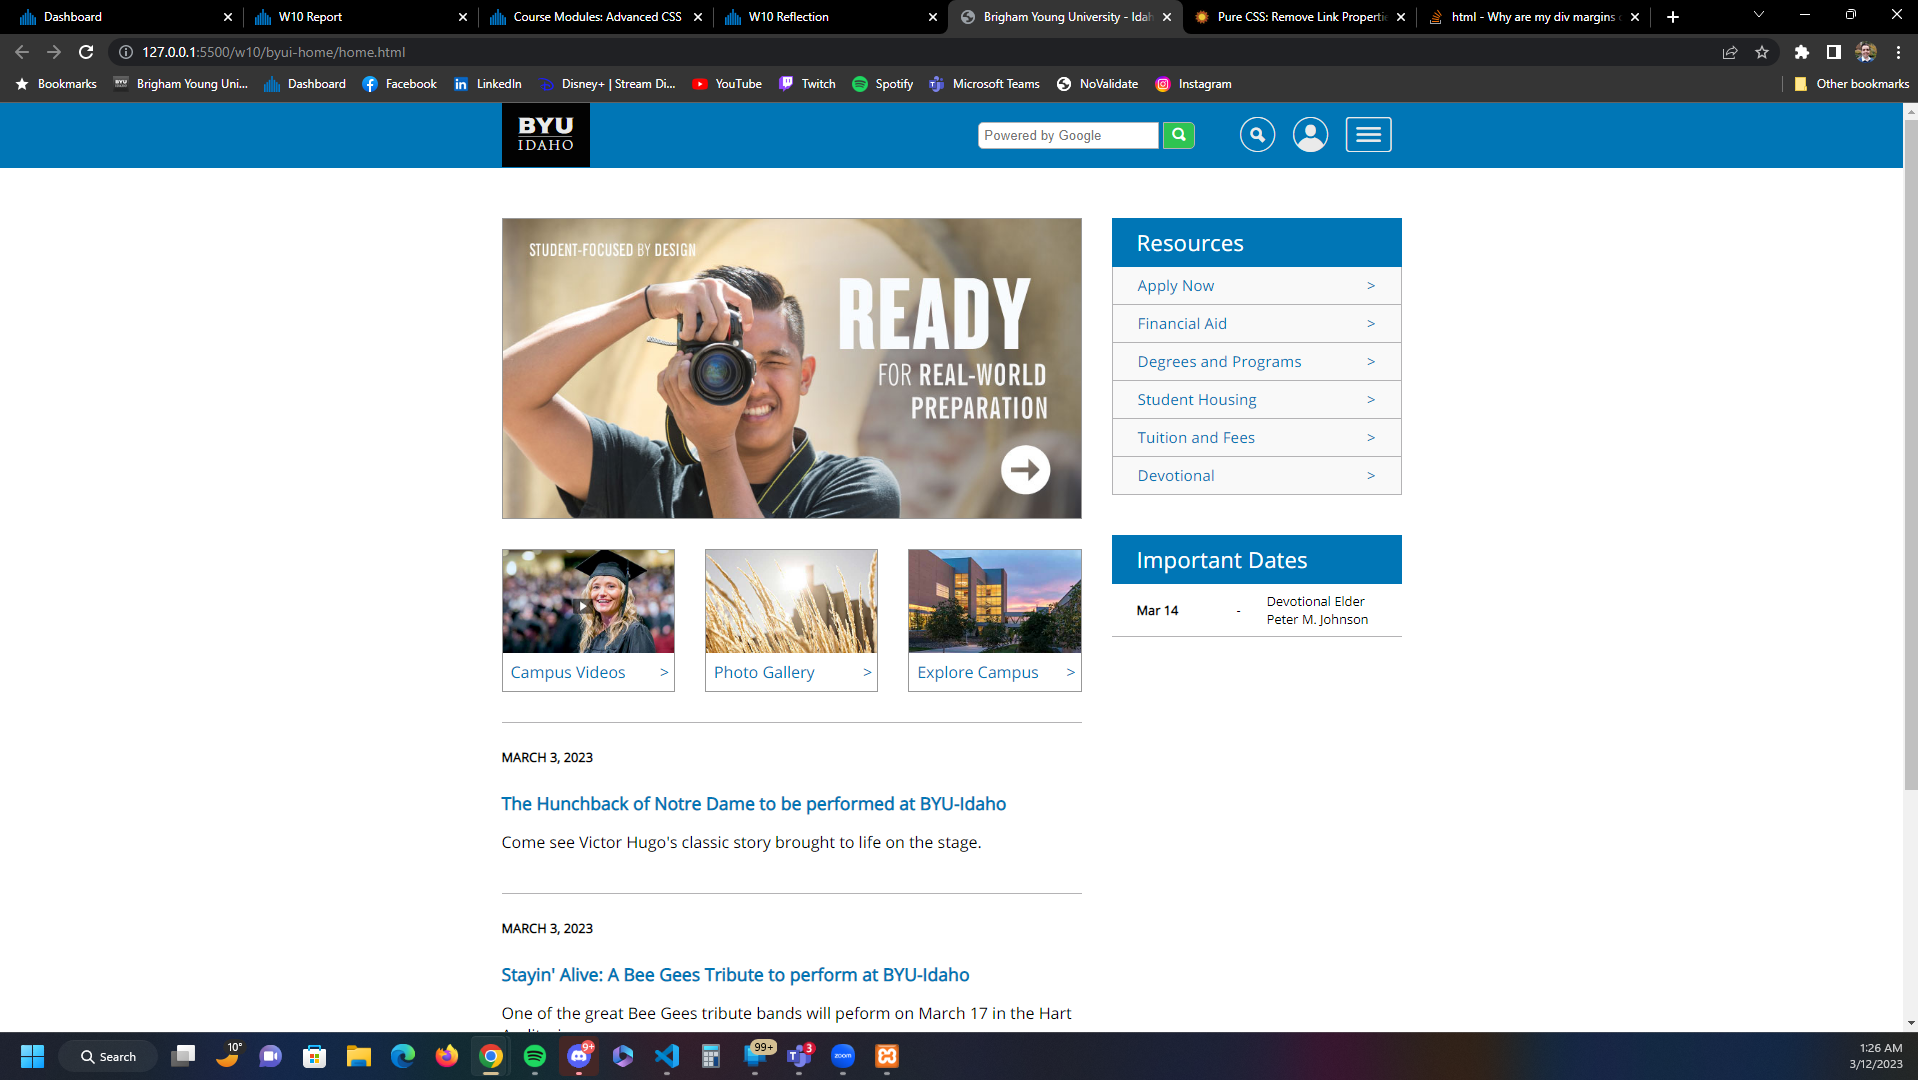 Dashboard
W10 Report
Course Modules: Advanced CSS
W10 Reflection
Brigham Young University - Idah
Pure CSS: Remove Link Properti
html - Why are my div margins
127.0.0.1:5500/w10/byui-home/home.html
Bookmarks
Brigham Young Uni...
Dashboard
Facebook
LinkedIn
Disney+ | Stream Di...
YouTube
Twitch
Spotify
Microsoft Teams
NoValidate
Instagram
Other bookmarks
BYU
IDAHO
Powered by Google
STUDENT-FOCUSED BY DESIGN
READY
FOR REAL-WORLD
PREPARATION
Resources
Apply Now >
Financial Aid >
Degrees and Programs >
Student Housing >
Tuition and Fees >
Devotional >
Important Dates
Mar 14 - Devotional Elder
Peter M. Johnson
Campus Videos >
Photo Gallery >
Explore Campus >
MARCH 3, 2023
The Hunchback of Notre Dame to be performed at BYU-Idaho
Come see Victor Hugo's classic story brought to life on the stage.
MARCH 3, 2023
Stayin' Alive: A Bee Gees Tribute to perform at BYU-Idaho
One of the great Bee Gees tribute bands will peform on March 17 in the Hart
10°
Search
9+
99+
3
zoom
1:26 AM
3/12/2023